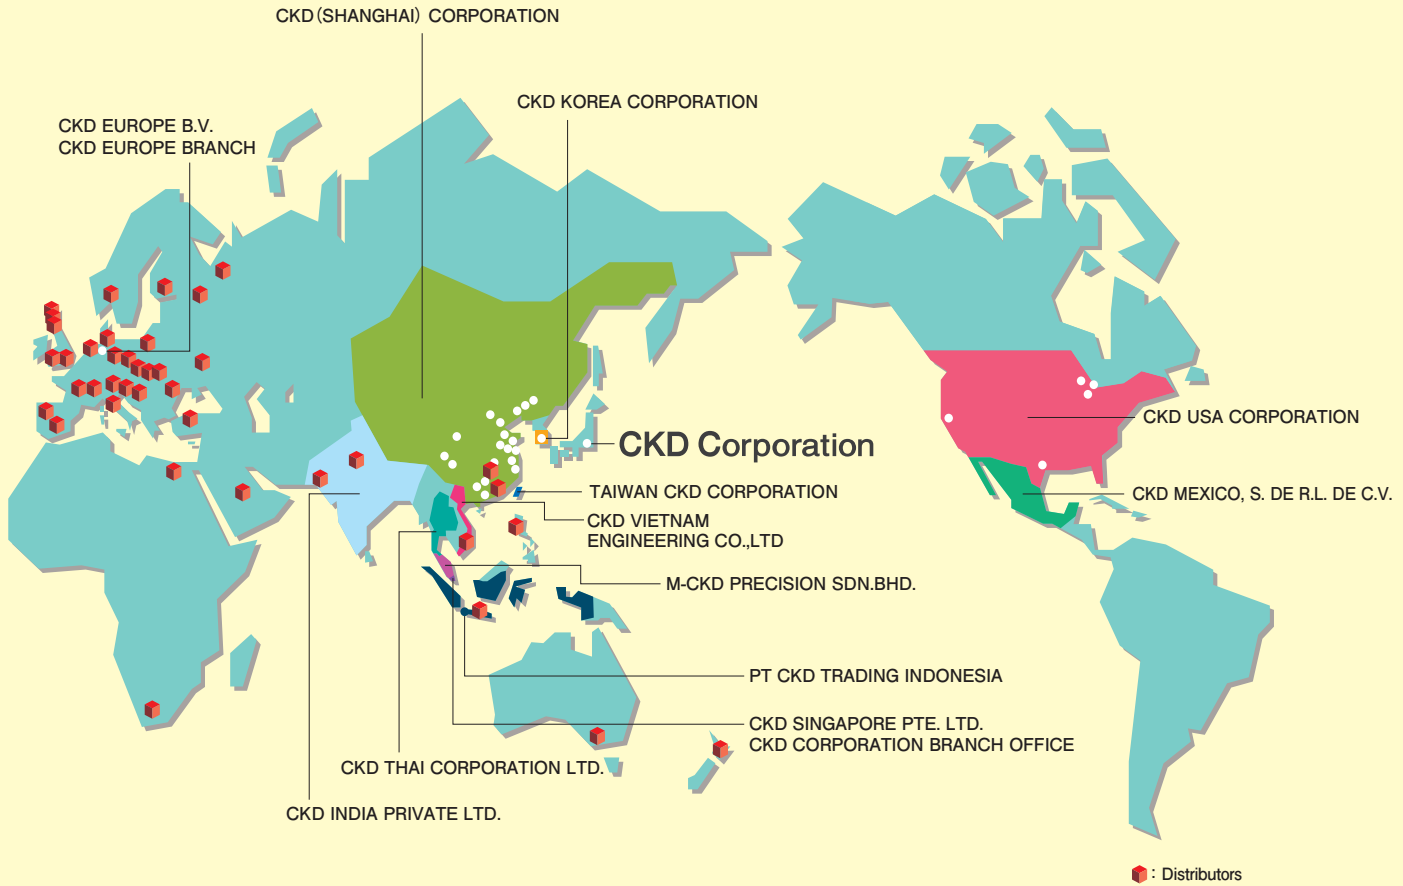 CKD(SHANGHAI) CORPORATION
CKD KOREA CORPORATION
CKD EUROPE B.V.
CKD EUROPE BRANCH
CKD USA CORPORATION
CKD Corporation
TAIWAN CKD CORPORATION
CKD MEXICO, S. DE R.L. DE C.V.
CKD VIETNAM
ENGINEERING CO.,LTD
M-CKD PRECISION SDN.BHD.
PT CKD TRADING INDONESIA
CKD SINGAPORE PTE. LTD.
CKD CORPORATION BRANCH OFFICE
CKD THAI CORPORATION LTD.
CKD INDIA PRIVATE LTD.
: Distributors